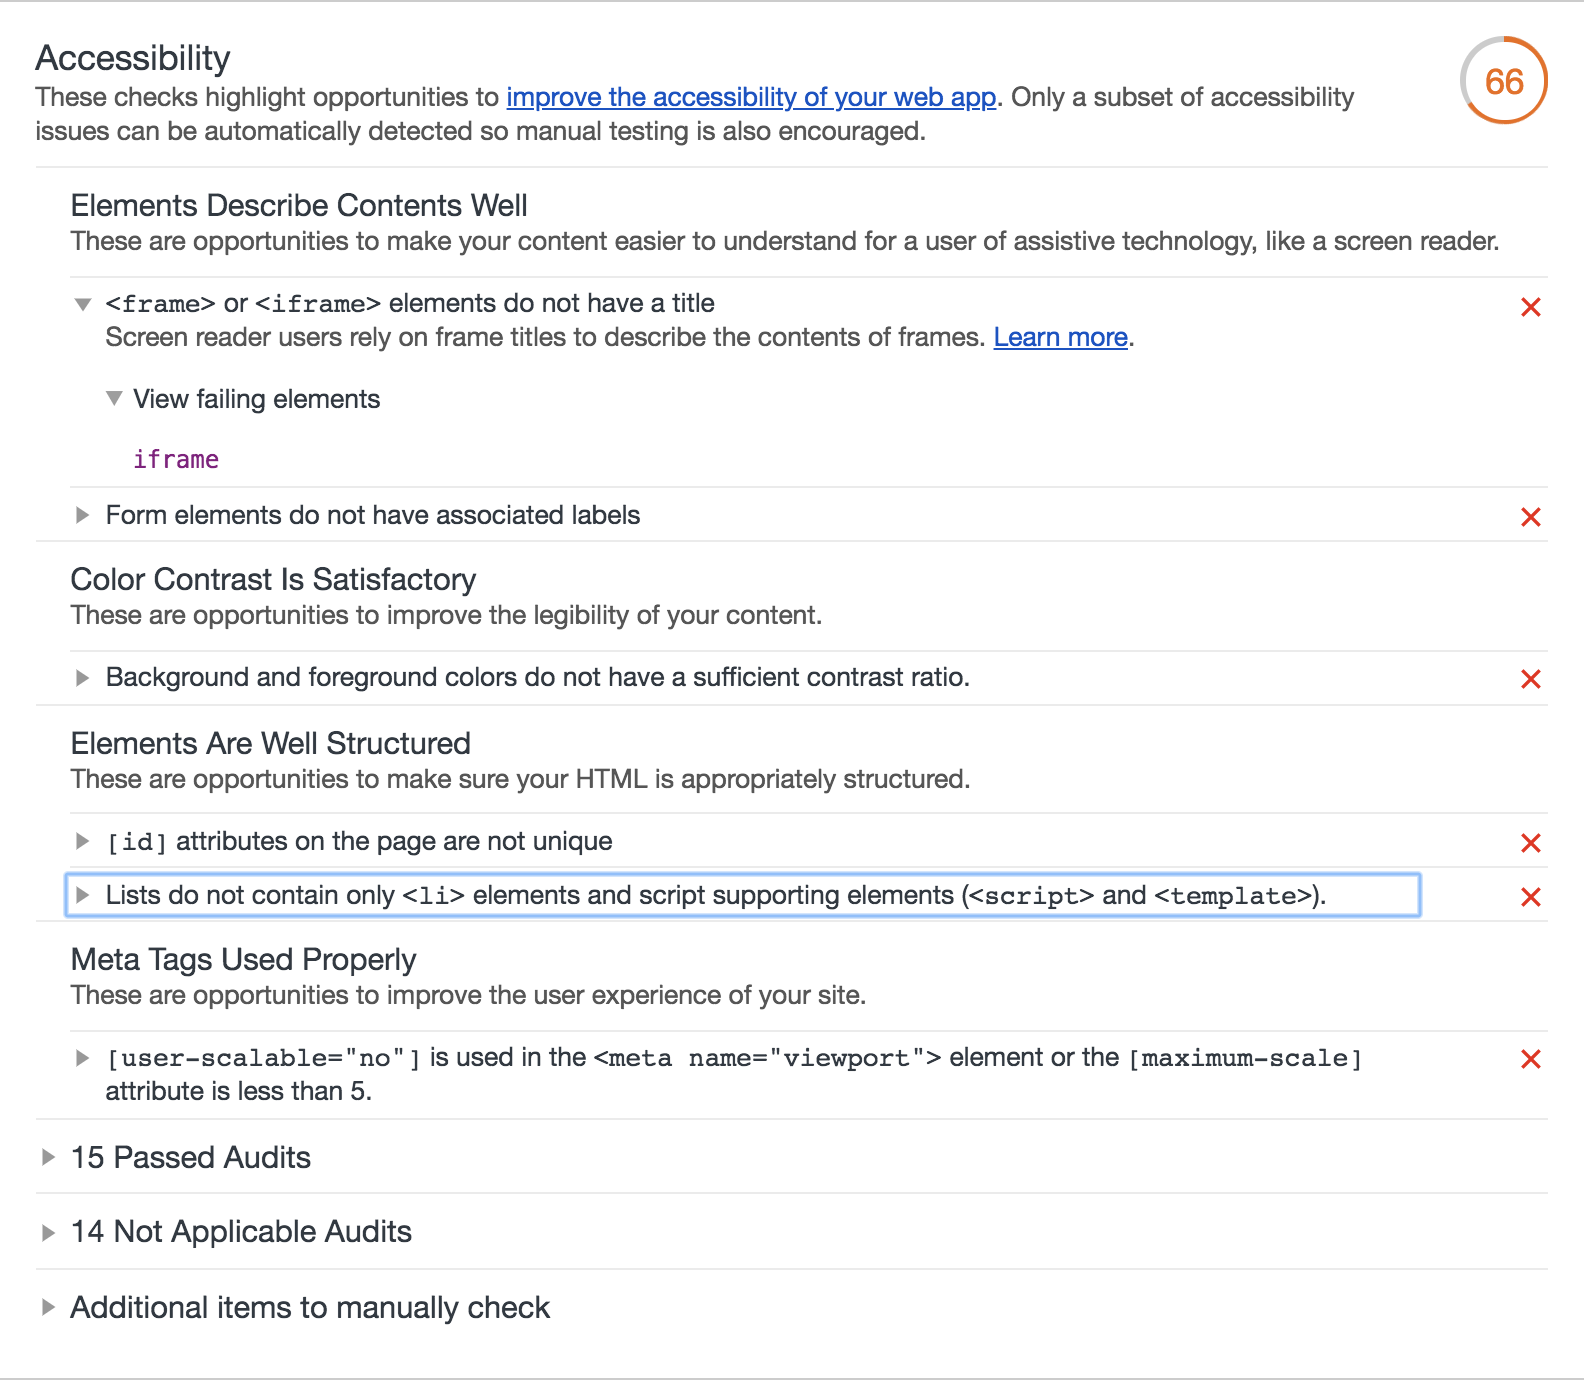 Accessibility
66
These checks highlight opportunities to improve the accessibility of your web app. Only a subset of accessibility
issues can be automatically detected so manual testing is also encouraged.
Elements Describe Contents Well
These are opportunities to make your content easier to understand for a user of assistive technology, like a screen reader.
<frame> or <iframe> elements do not have a title
Screen reader users rely on frame titles to describe the contents of frames. Learn more.
View failing elements
iframe
Form elements do not have associated labels
Color Contrast Is Satisfactory
These are opportunities to improve the legibility of your content.
Background and foreground colors do not have a sufficient contrast ratio.
Elements Are Well Structured
These are opportunities to make sure your HTML is appropriately structured.
[id] attributes on the page are not unique
Lists do not contain only <li> elements and script supporting elements (<script> and <template>).
Meta Tags Used Properly
These are opportunities to improve the user experience of your site.
[user-scalable="no"] is used in the <meta name="viewport"> element or the [maximum-scale]
attribute is less than 5.
15 Passed Audits
14 Not Applicable Audits
Additional items to manually check